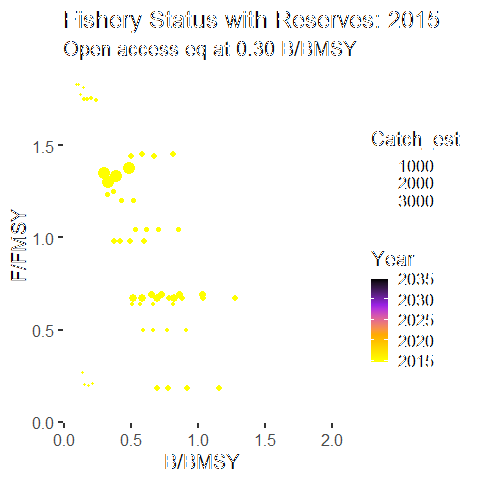 Fishery Status with Reserves: 2015
Open access eq at 0.30 B/BMSY
Catch_est
1000
2000
3000
Year
2035
2030
2025
2020
2015
F/FMSY
1.5
1.0
0.5
0.0
0.0 0.5 1.0 1.5 2.0
B/BMSY